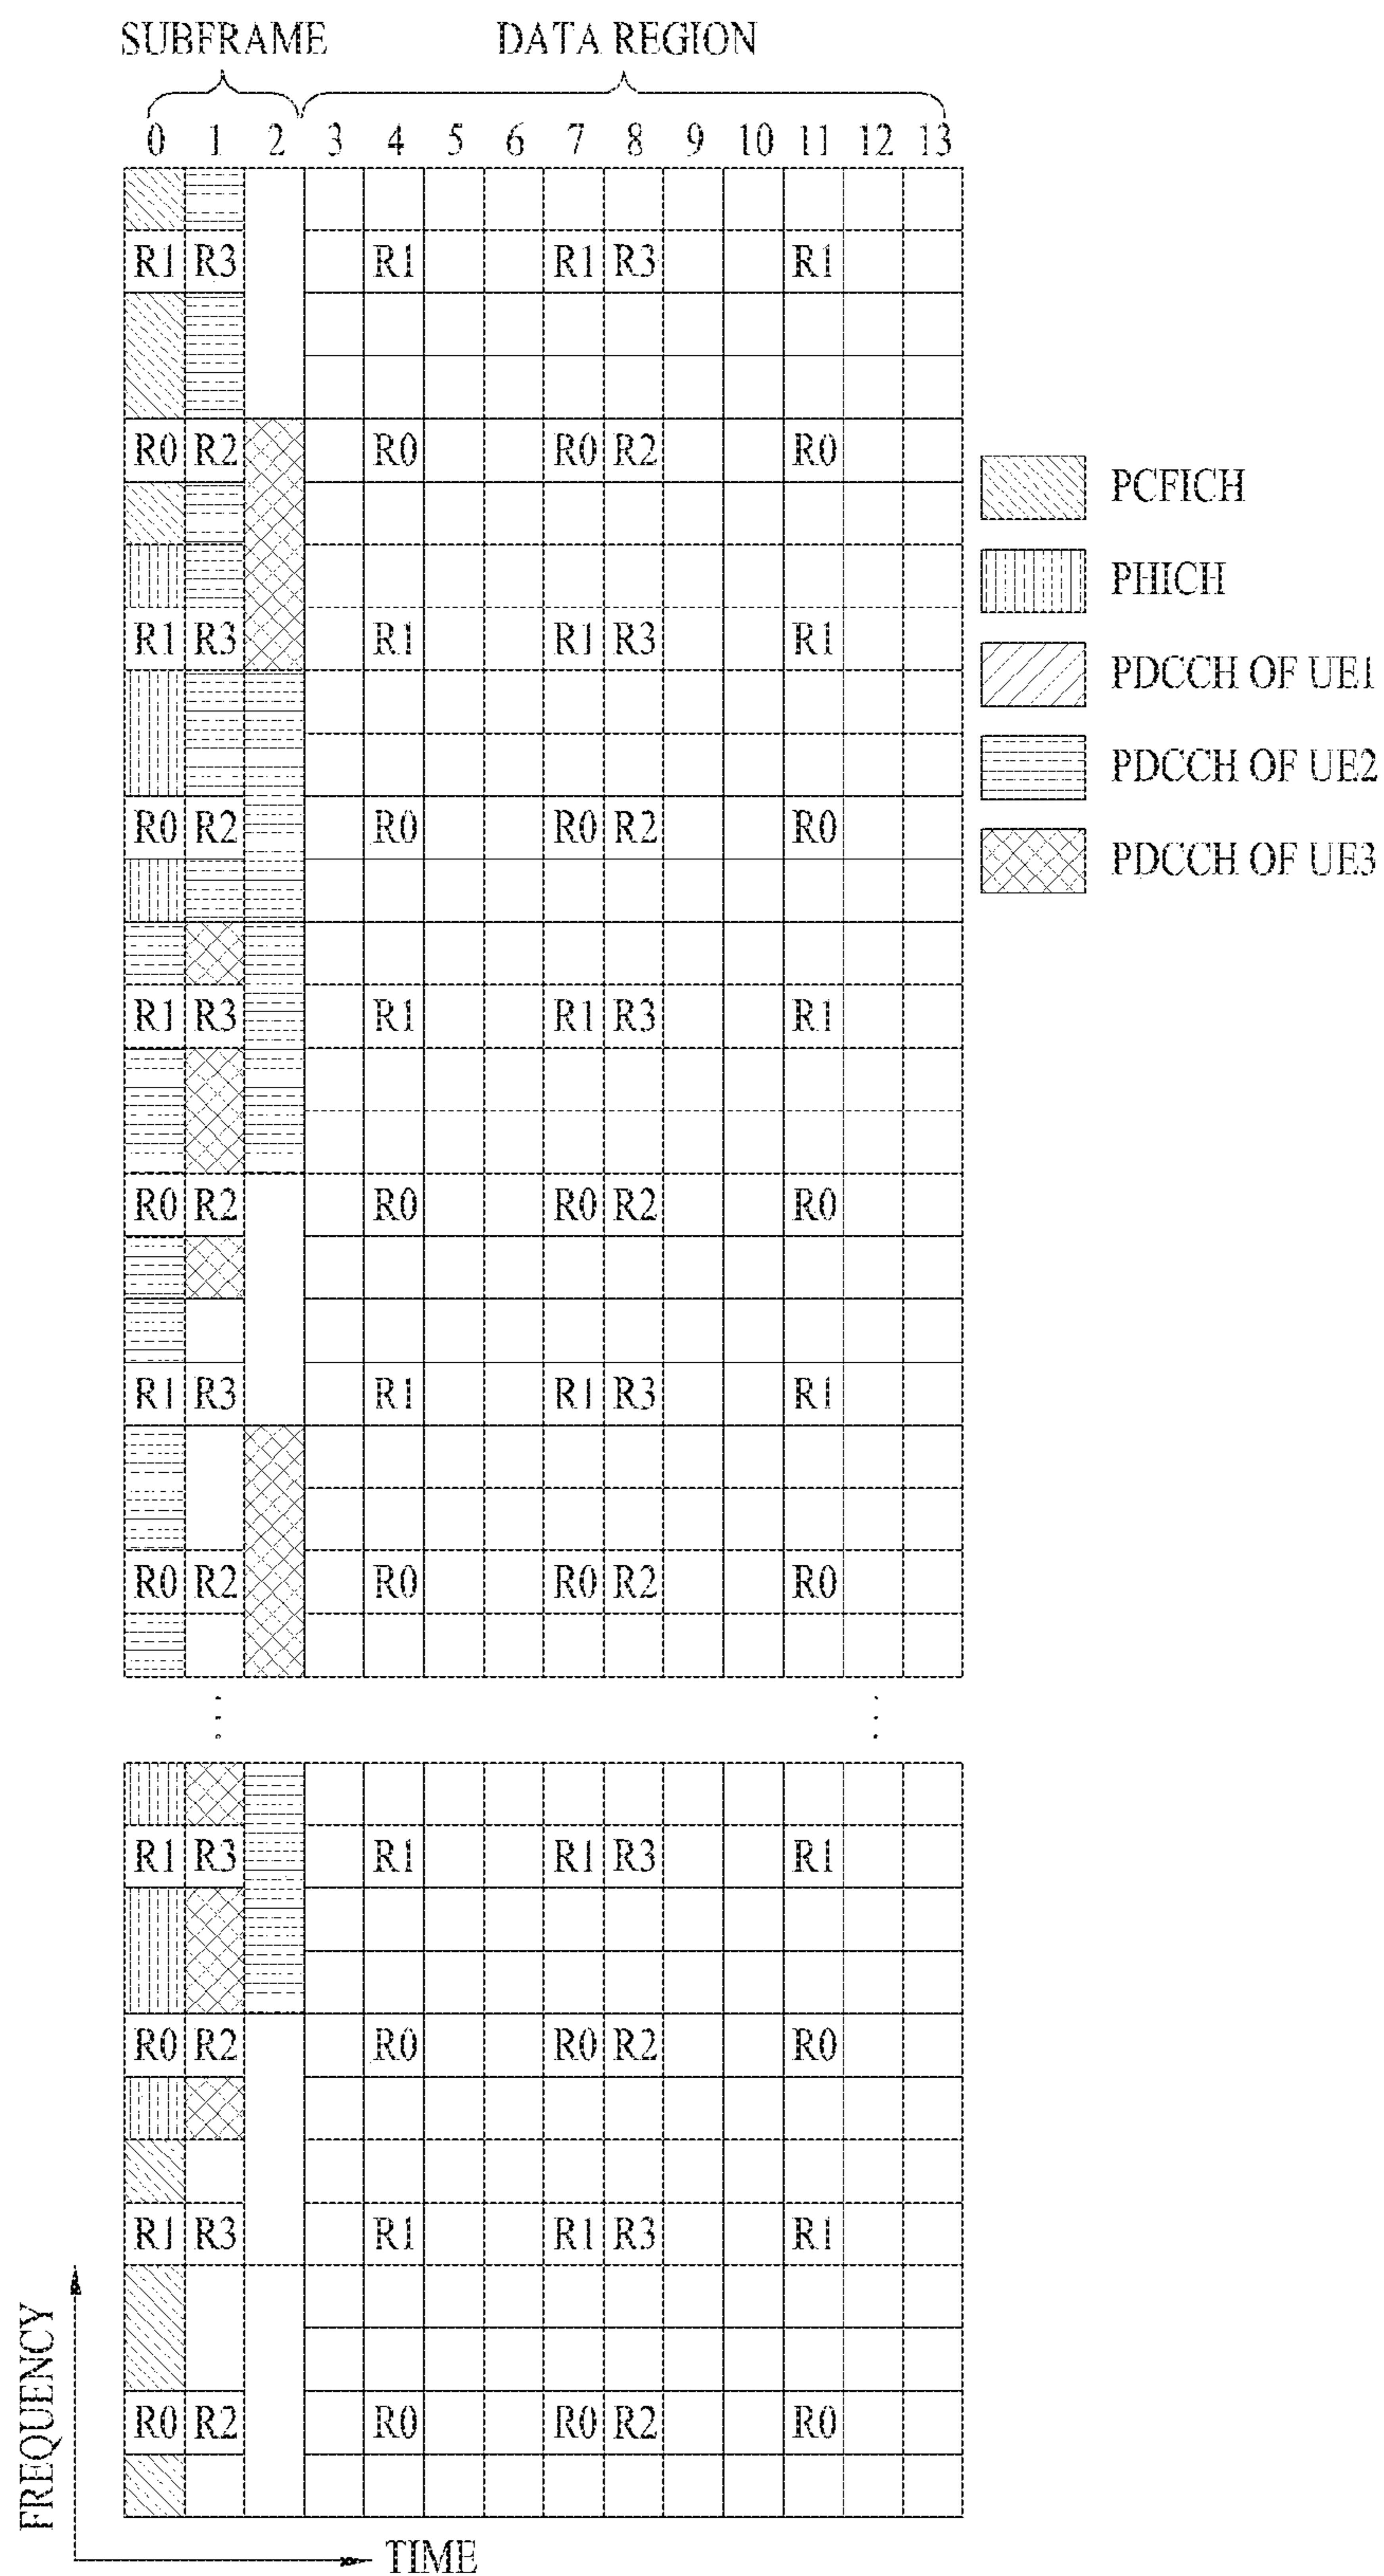 SUBFRAME DATA REGION
0 1 2 3 4 5 6 7 8 9 10 11 12 13
R1 R3 R1 R1 R3 R1
R0 R2 R0 R0 R2 R0
PCFICH
PHICH
R1 R3 R1 R1 R3 R1
PDCCH OF UE1
PDCCH OF UE2
R0 R2 R0 R0 R2 R0
PDCCH OF UE3
R1 R3 R1 R1 R3 R1
R0 R2 R0 R0 R2 R0
R1 R3 R1 R1 R3 R1
R0 R2 R0 R0 R2 R0
R1 R3 R1 R1 R3 R1
R0 R2 R0 R0 R2 R0
R1 R3 R1 R1 R3 R1
R0 R2 R0 R0 R2 R0
FREQUENCY
TIME